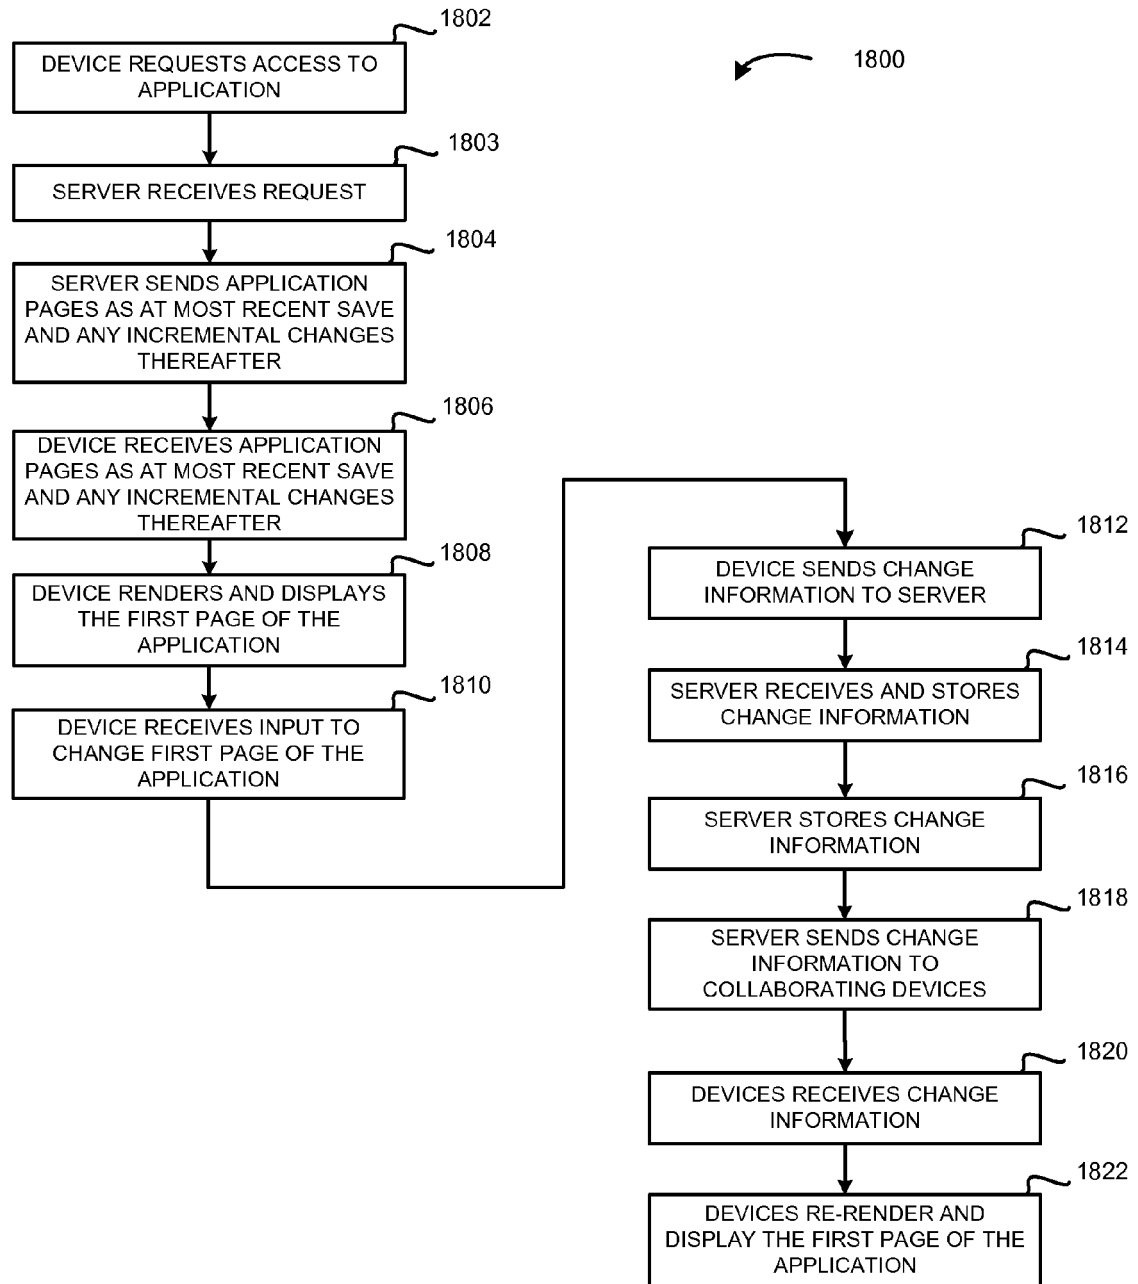 1802
DEVICE REQUESTS ACCESS TO
APPLICATION
1800
1803
SERVER RECEIVES REQUEST
1804
SERVER SENDS APPLICATION
PAGES AS AT MOST RECENT SAVE
AND ANY INCREMENTAL CHANGES
THEREAFTER
1806
DEVICE RECEIVES APPLICATION
PAGES AS AT MOST RECENT SAVE
AND ANY INCREMENTAL CHANGES
THEREAFTER
1808
DEVICE RENDERS AND DISPLAYS
THE FIRST PAGE OF THE
APPLICATION
1810
DEVICE RECEIVES INPUT TO
CHANGE FIRST PAGE OF THE
APPLICATION
1812
DEVICE SENDS CHANGE
INFORMATION TO SERVER
1814
SERVER RECEIVES AND STORES
CHANGE INFORMATION
1816
SERVER STORES CHANGE
INFORMATION
1818
SERVER SENDS CHANGE
INFORMATION TO
COLLABORATING DEVICES
1820
DEVICES RECEIVES CHANGE
INFORMATION
1822
DEVICES RE-RENDER AND
DISPLAY THE FIRST PAGE OF THE
APPLICATION